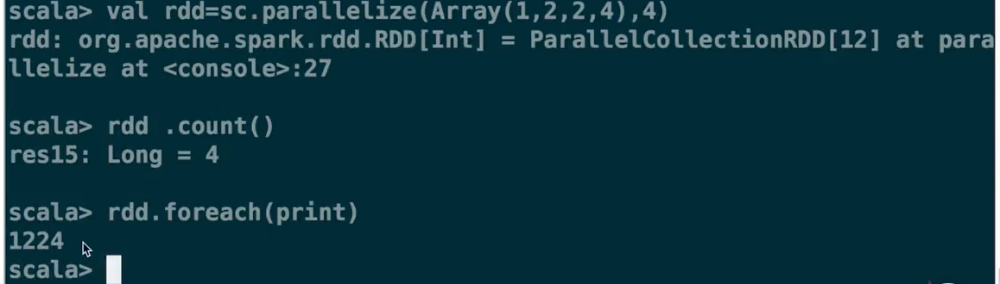 scala> val rdd=sc.parallelize(Array(1,2,2,4),4)
rdd: org.apache.spark.rdd.RDD[Int] = ParallelCollectionRDD[12] at para
llelize at <console>:27
scala> rdd .count()
res15: Long = 4
scala> rdd.foreach(print)
1224
scala>